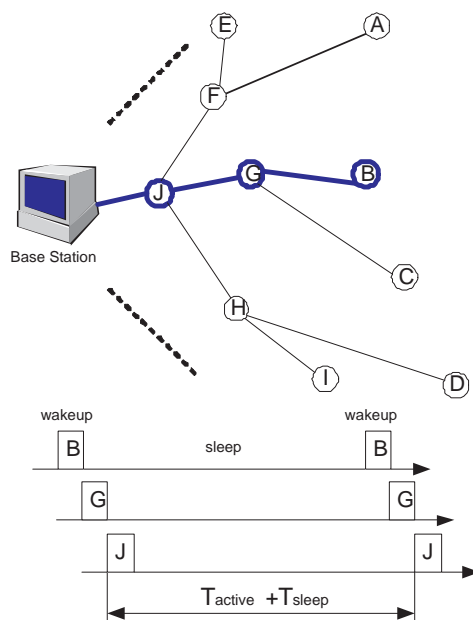 E
A
F
G
B
J
Base Station
C
H
I
D
wakeup
wakeup
B
sleep
B
G
G
J
J
Tactive +Tsleep